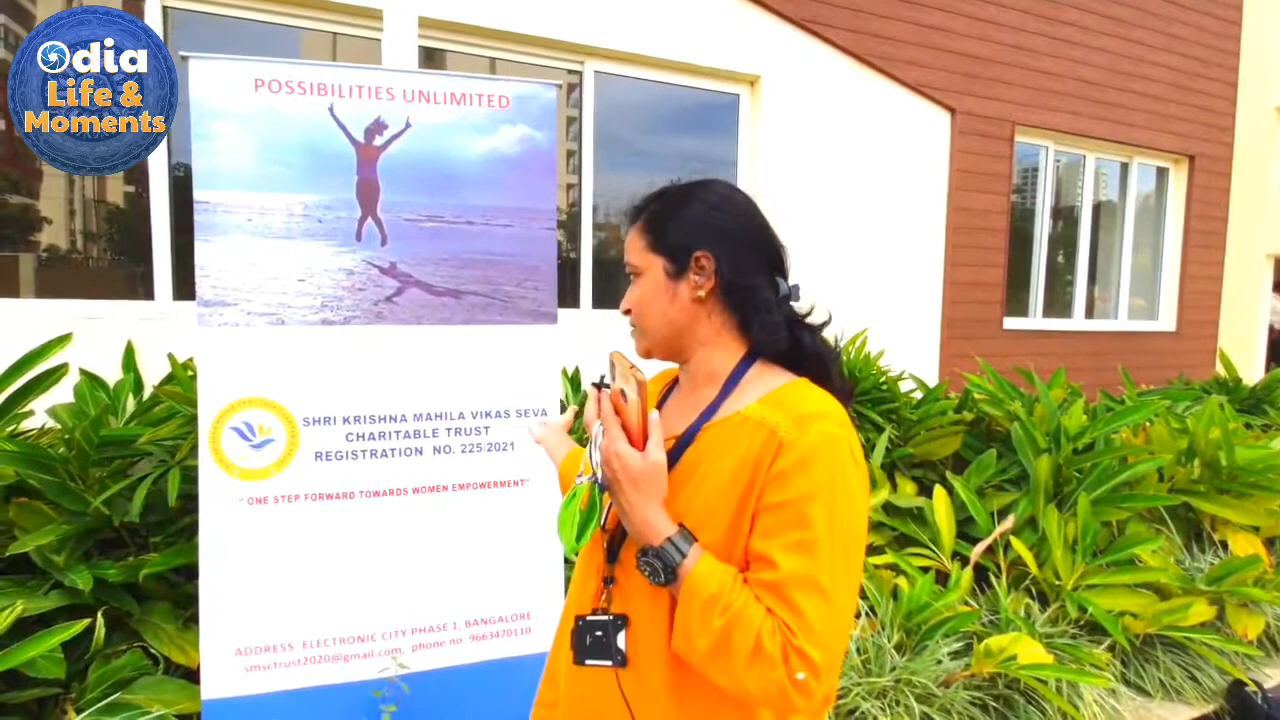 Odia
Life &
Moments
POSSIBILITIES UNLIMITED
SHRI KRISHNA MAHILA VIKAS SEVA
CHARITABLE TRUST
REGISTRATION NO. 225/2021
" ONE STEP FORWARD TOWARDS WOMEN EMPOWERMENT"
ADDRESS: ELECTRONIC CITY PHASE I, BANGALORE.
smsctrust2020@gmail.com, phone no. 9663470110